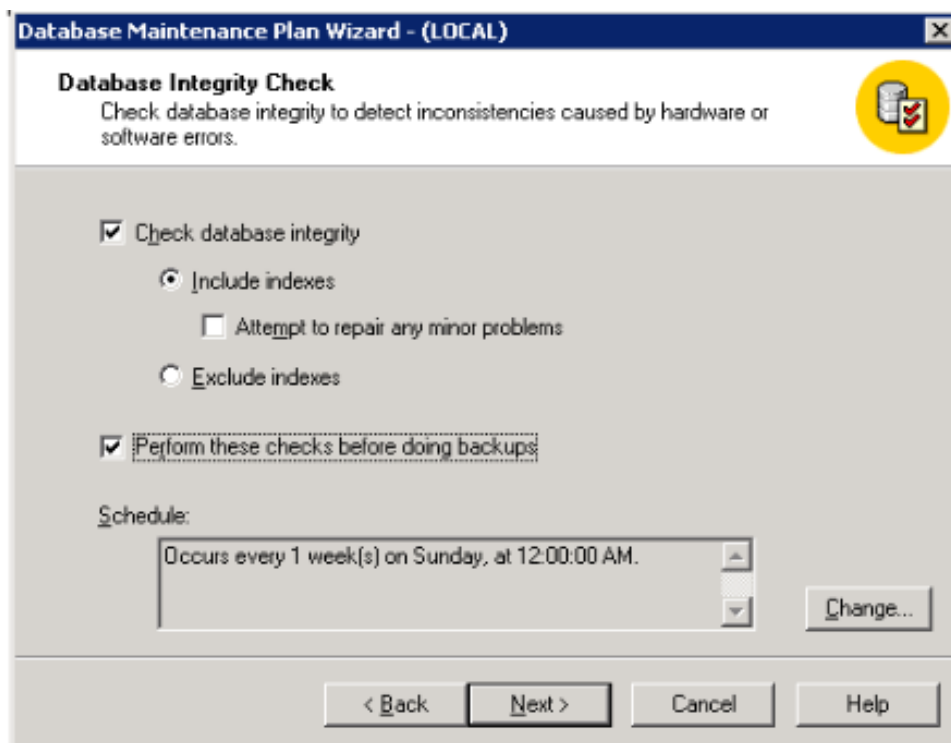 Database Maintenance Plan Wizard - (LOCAL)
Database Integrity Check
Check database integrity to detect inconsistencies caused by hardware or
software errors.
Check database integrity
Include indexes
Attempt to repair any minor problems
Exclude indexes
Perform these checks before doing backups
Schedule:
Occurs every 1 week(s) on Sunday, at 12:00:00 AM.
Change...
< Back Next > Cancel Help